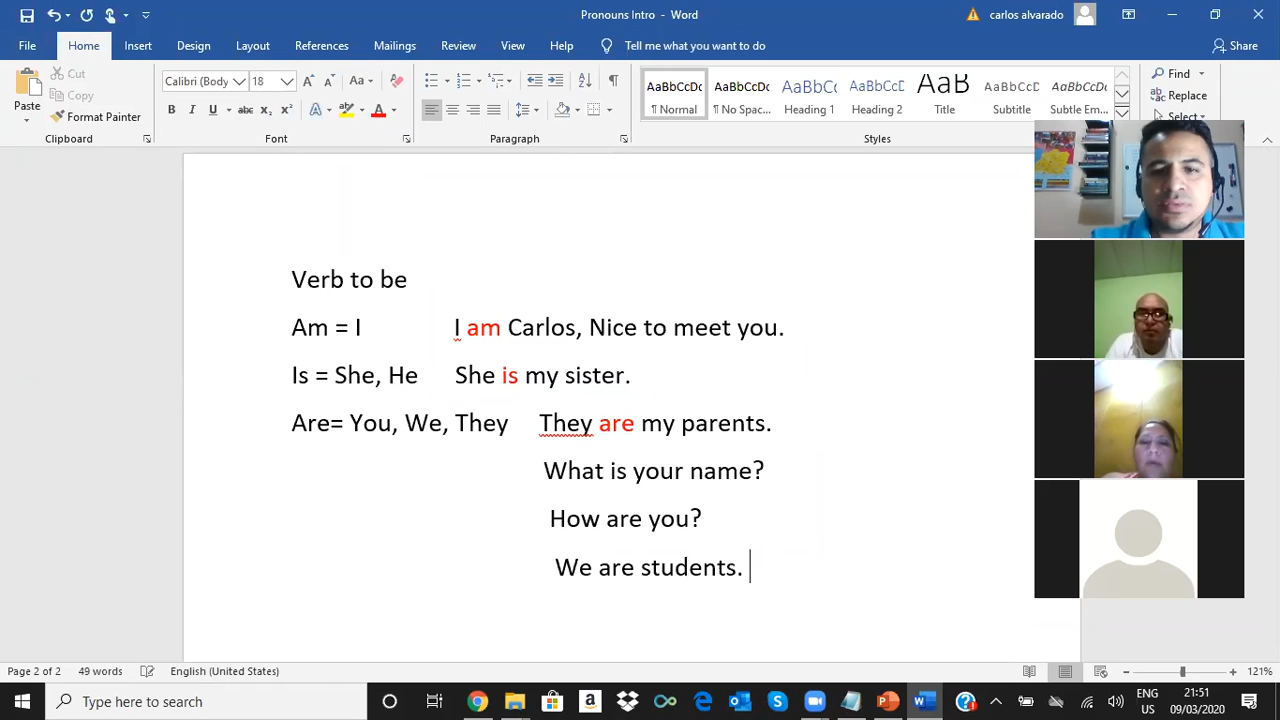 Pronouns Intro - Word
carlos alvarado
File Home Insert Design Layout References Mailings Review View Help Tell me what you want to do Share
Cut
Copy
Paste
Format Painter
Calibri (Body 18
Find
Replace
Select
AaBbCcDc AaBbCcDc AaBbCc AaBbCcD AaB AaBbCcD AaBbCcDc
¶ Normal ¶ No Spac... Heading 1 Heading 2 Title Subtitle Subtle Em...
Clipboard Font Paragraph Styles
Verb to be
Am = I I am Carlos, Nice to meet you.
Is = She, He She is my sister.
Are= You, We, They They are my parents.
What is your name?
How are you?
We are students.
Page 2 of 2 49 words English (United States) 121%
Type here to search
ENG 21:51
US 09/03/2020